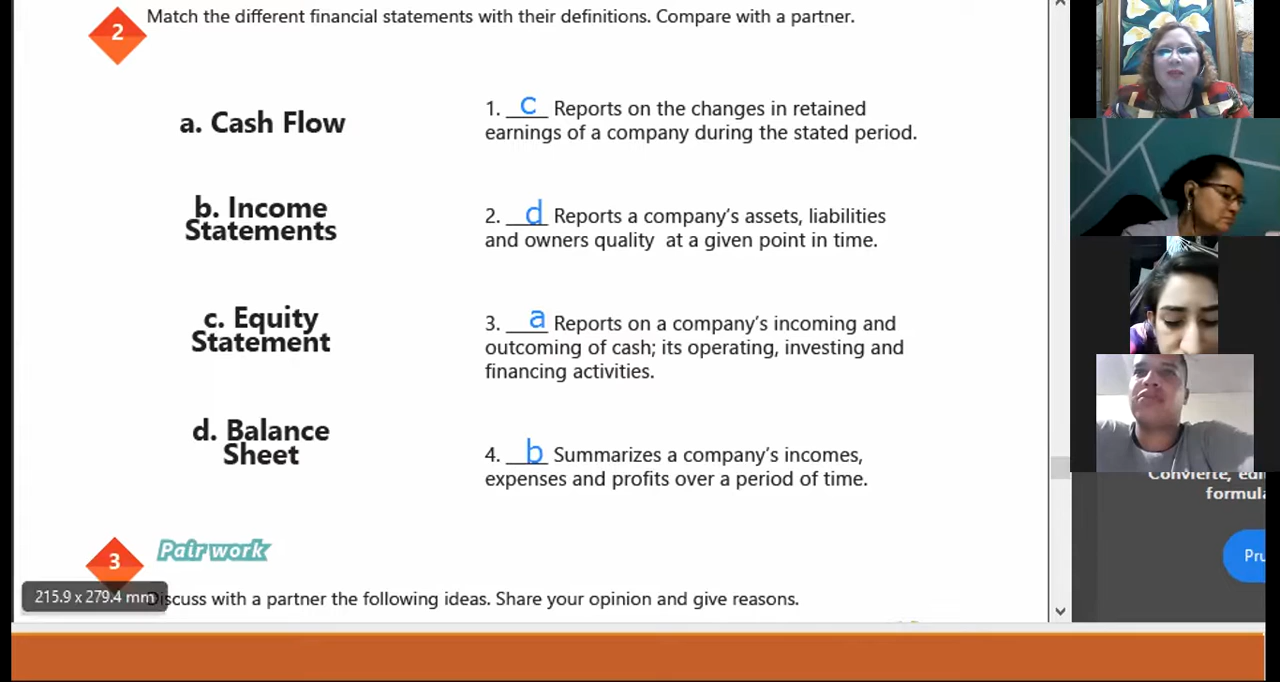 2
Match the different financial statements with their definitions. Compare with a partner.
a. Cash Flow
b. Income
Statements
c. Equity
Statement
d. Balance
Sheet
1. c Reports on the changes in retained
earnings of a company during the stated period.
2. d Reports a company's assets, liabilities
and owners quality at a given point in time.
3. a Reports on a company's incoming and
outcoming of cash; its operating, investing and
financing activities.
4. b Summarizes a company's incomes,
expenses and profits over a period of time.
3
Pair work
215.9 x 279.4 mm
iscuss with a partner the following ideas. Share your opinion and give reasons.
Convierte, edi
formula
Pru